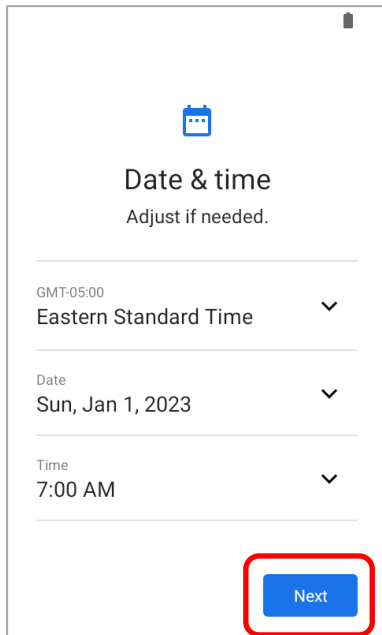 Date & time
Adjust if needed.
GMT-05:00
Eastern Standard Time
Date
Sun, Jan 1, 2023
Time
7:00 AM
Next